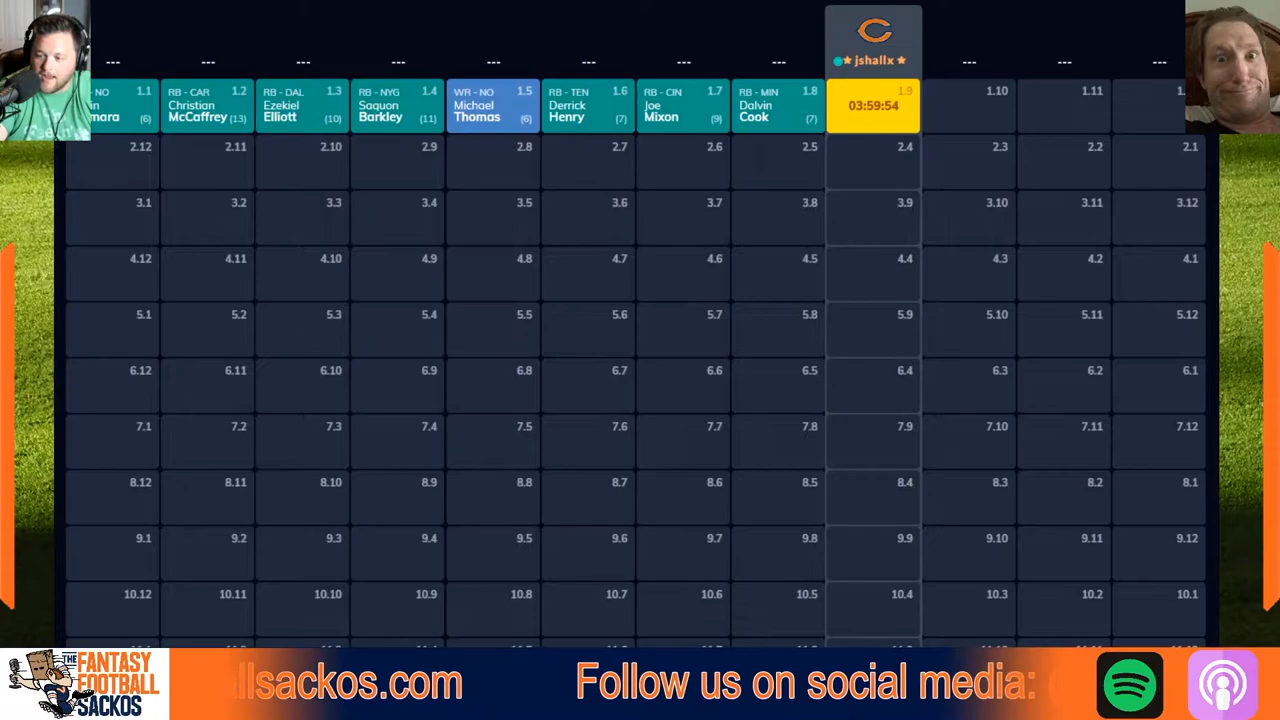 --- --- --- --- --- --- --- --- ★ jshallx ★ --- --- ---
NO 1.1 RB - CAR 1.2 RB - DAL 1.3 RB - NYG 1.4 WR - NO 1.5 RB - TEN 1.6 RB - CIN 1.7 RB - MIN 1.8 1.9 1.10 1.11
Christian Ezekiel Saquon Michael Derrick Joe Dalvin 03:59:54
mara (6) McCaffrey (13) Elliott (10) Barkley (11) Thomas (6) Henry (7) Mixon (9) Cook (7)
2.12 2.11 2.10 2.9 2.8 2.7 2.6 2.5 2.4 2.3 2.2 2.1
3.1 3.2 3.3 3.4 3.5 3.6 3.7 3.8 3.9 3.10 3.11 3.12
4.12 4.11 4.10 4.9 4.8 4.7 4.6 4.5 4.4 4.3 4.2 4.1
5.1 5.2 5.3 5.4 5.5 5.6 5.7 5.8 5.9 5.10 5.11 5.12
6.12 6.11 6.10 6.9 6.8 6.7 6.6 6.5 6.4 6.3 6.2 6.1
7.1 7.2 7.3 7.4 7.5 7.6 7.7 7.8 7.9 7.10 7.11 7.12
8.12 8.11 8.10 8.9 8.8 8.7 8.6 8.5 8.4 8.3 8.2 8.1
9.1 9.2 9.3 9.4 9.5 9.6 9.7 9.8 9.9 9.10 9.11 9.12
10.12 10.11 10.10 10.9 10.8 10.7 10.6 10.5 10.4 10.3 10.2 10.1
THE FANTASY
FOOTBALL
SACKOS
llsackos.com Follow us on social media: